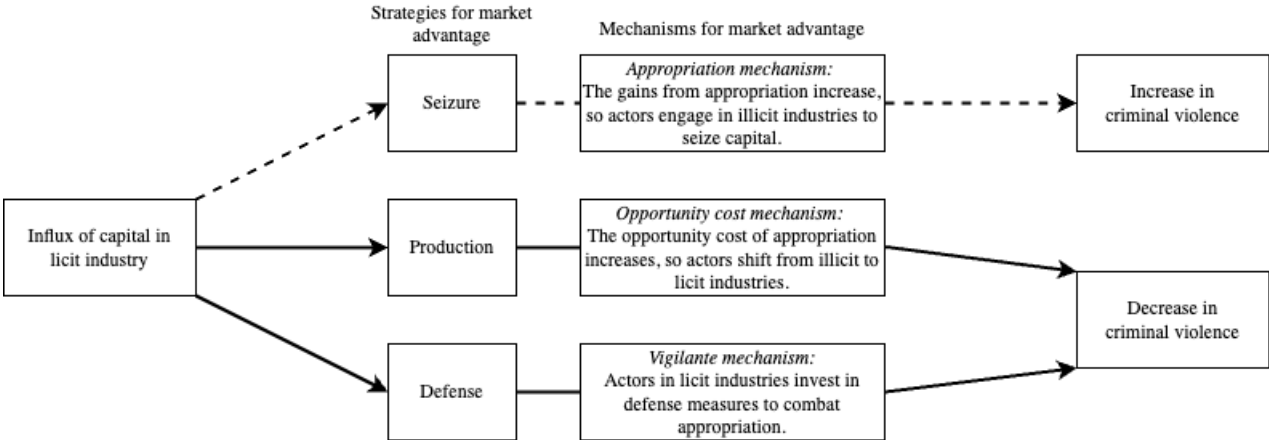 Strategies for market
advantage
Mechanisms for market advantage
Seizure
Appropriation mechanism:
The gains from appropriation increase,
so actors engage in illicit industries to
seize capital.
Increase in
criminal violence
Influx of capital in
licit industry
Production
Opportunity cost mechanism:
The opportunity cost of appropriation
increases, so actors shift from illicit to
licit industries.
Decrease in
criminal violence
Defense
Vigilante mechanism:
Actors in licit industries invest in
defense measures to combat
appropriation.